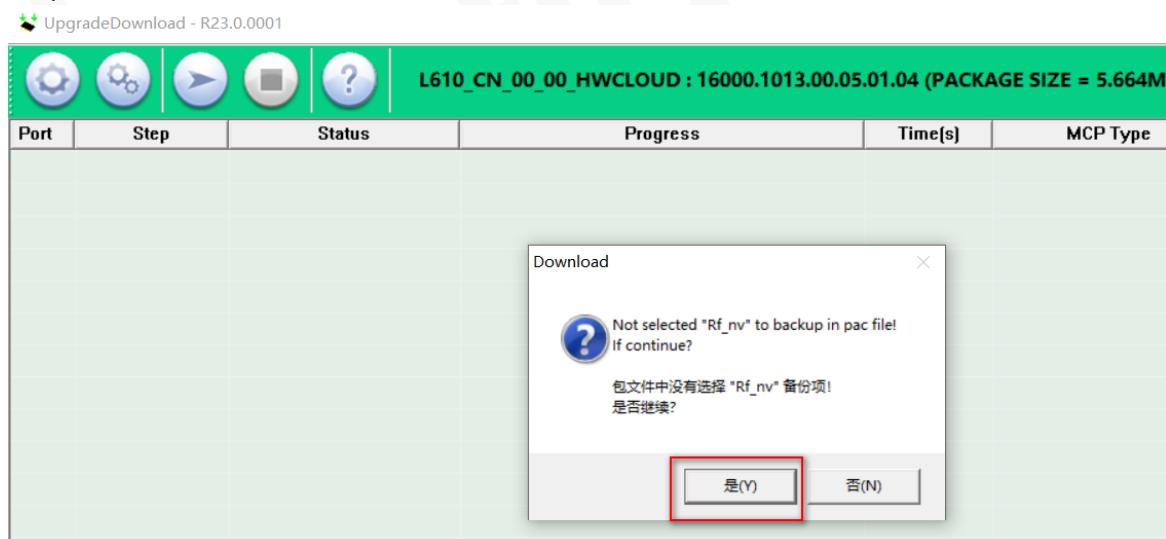 UpgradeDownload - R23.0.0001
L610_CN_00_00_HWCLOUD : 16000.1013.00.05.01.04 (PACKAGE SIZE = 5.664M
Port Step Status Progress Time(s) MCP Type
Download
Not selected "Rf_nv" to backup in pac file!
If continue?
包文件中没有选择 "Rf_nv" 备份项!
是否继续?
是(Y) 否(N)